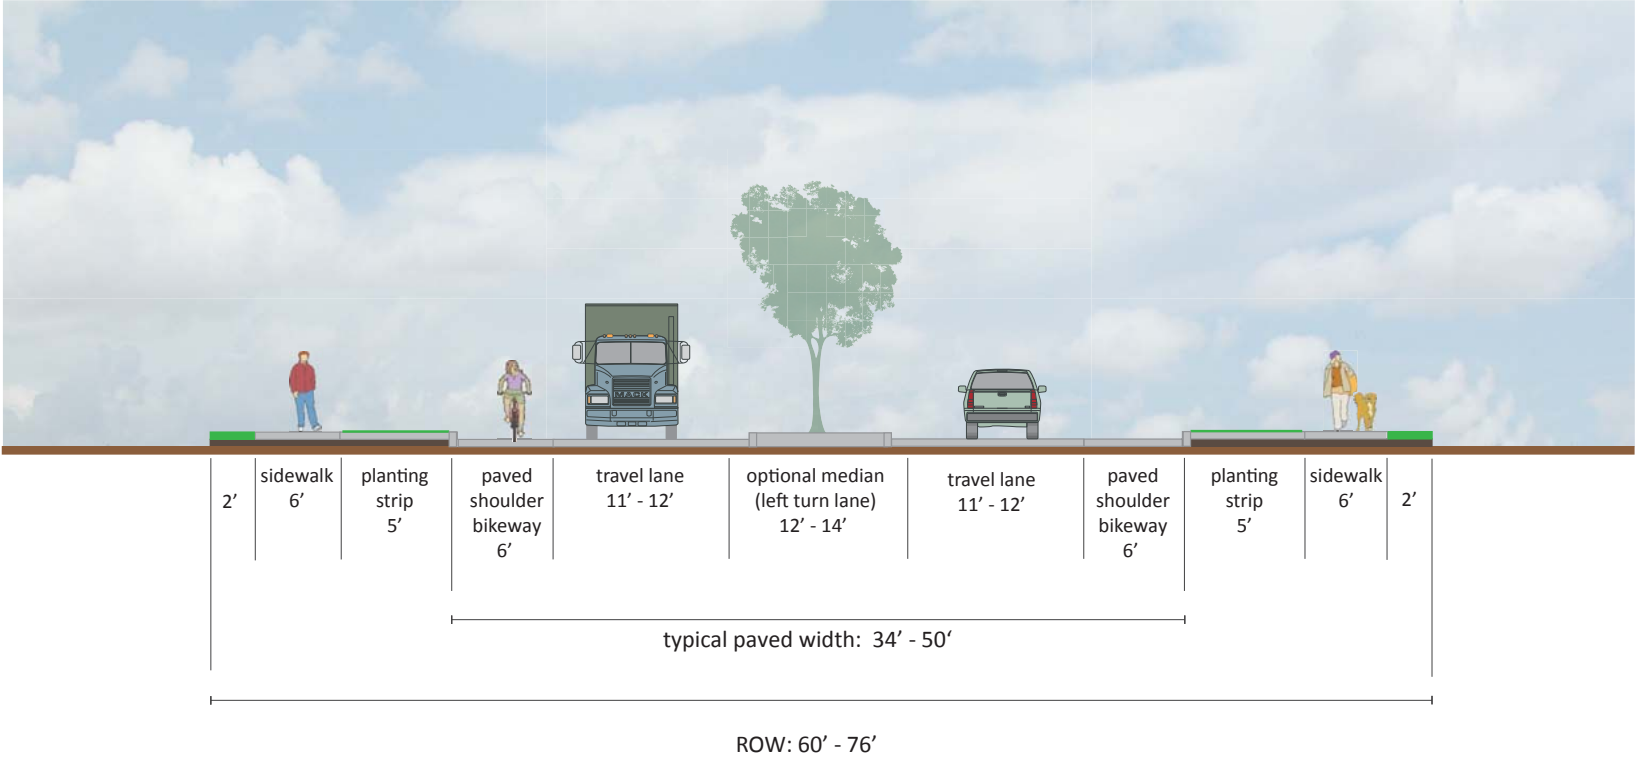 MACK
2’
sidewalk
6’
planting
strip
5’
paved
shoulder
bikeway
6’
travel lane
11’ - 12’
optional median
(left turn lane)
12’ - 14’
travel lane
11’ - 12’
paved
shoulder
bikeway
6’
planting
strip
5’
sidewalk
6’
2’
typical paved width:  34’ - 50‘
ROW: 60’ - 76’